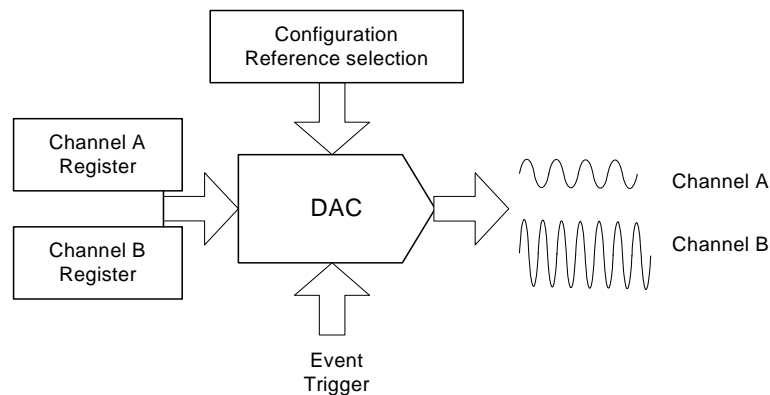 Configuration
Reference selection
Channel A
Register
Channel B
Register
DAC
Channel A
Channel B
Event
Trigger